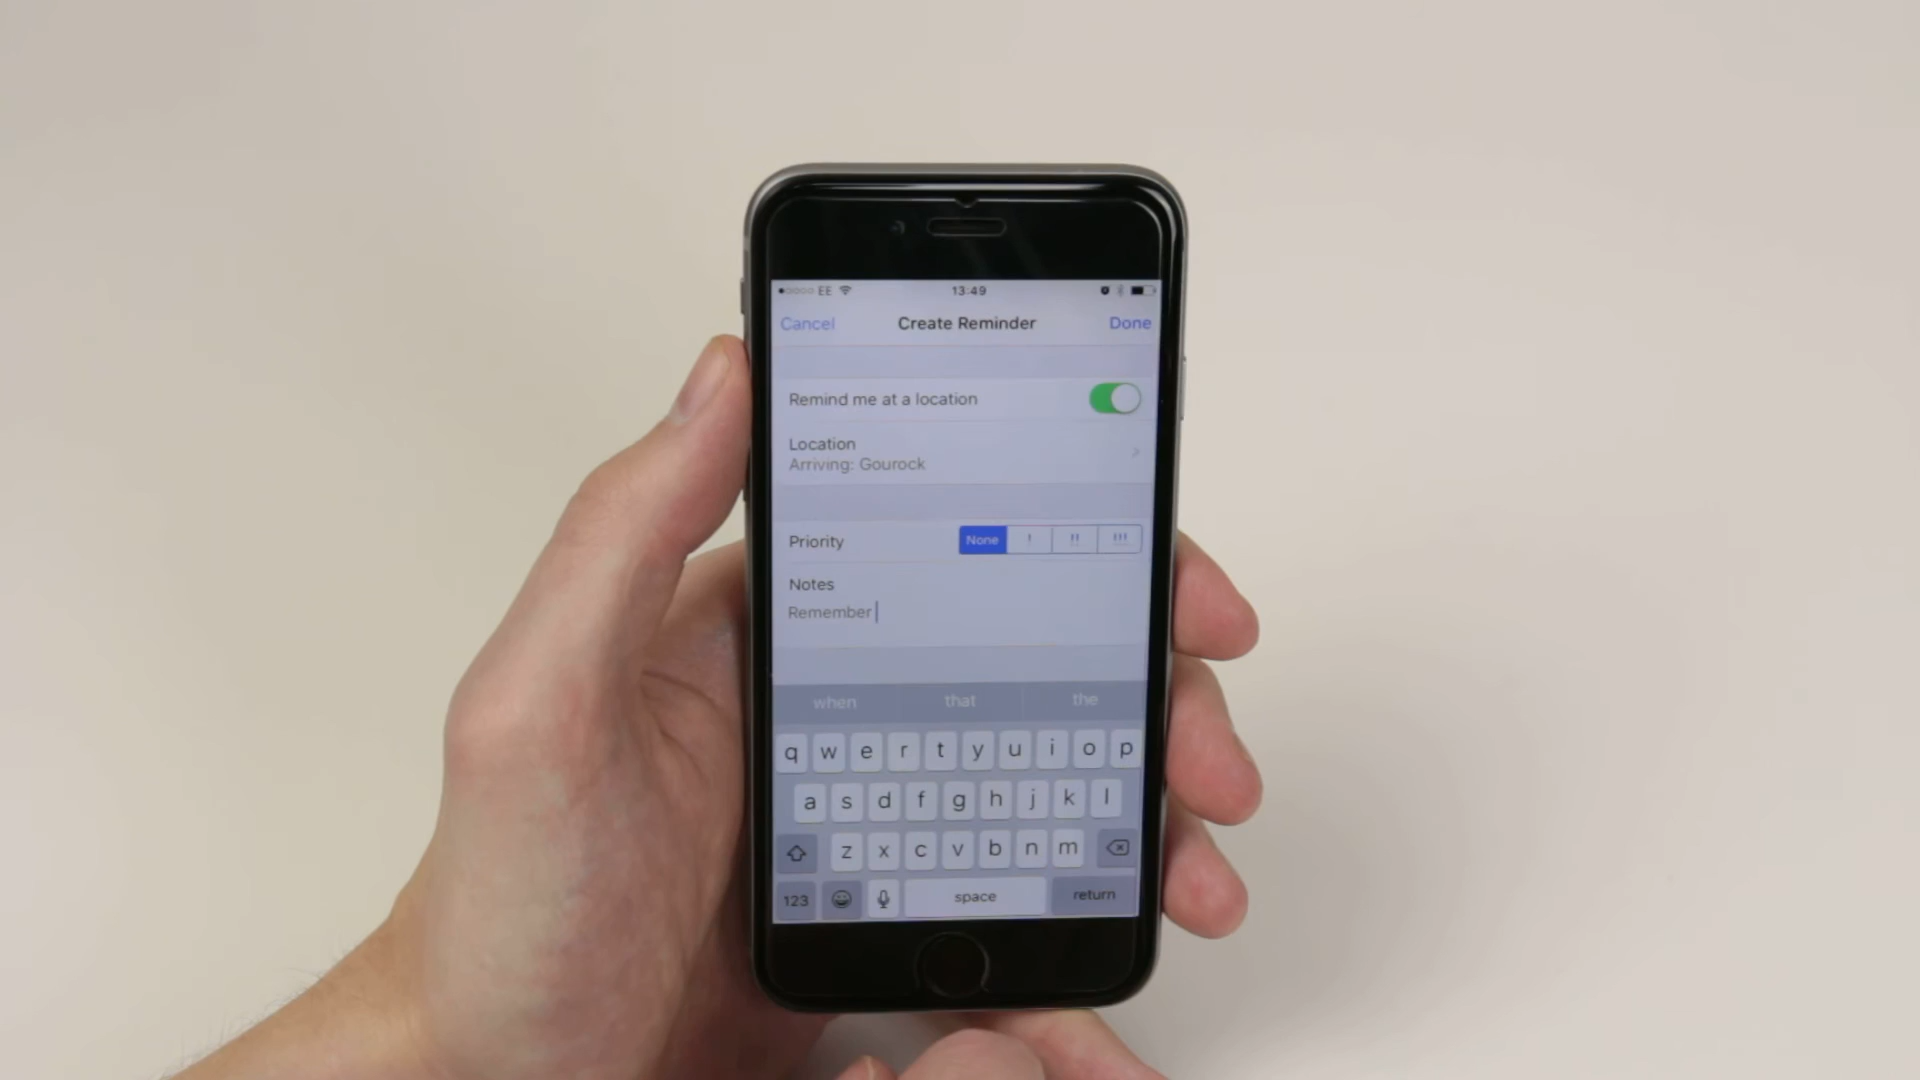 EE 13:49
Cancel Create Reminder Done
Remind me at a location
Location
Arriving: Gourock
Priority None ! !! !!!
Notes
Remember
when that the
q w e r t y u i o p
a s d f g h j k l
z x c v b n m
123 space return